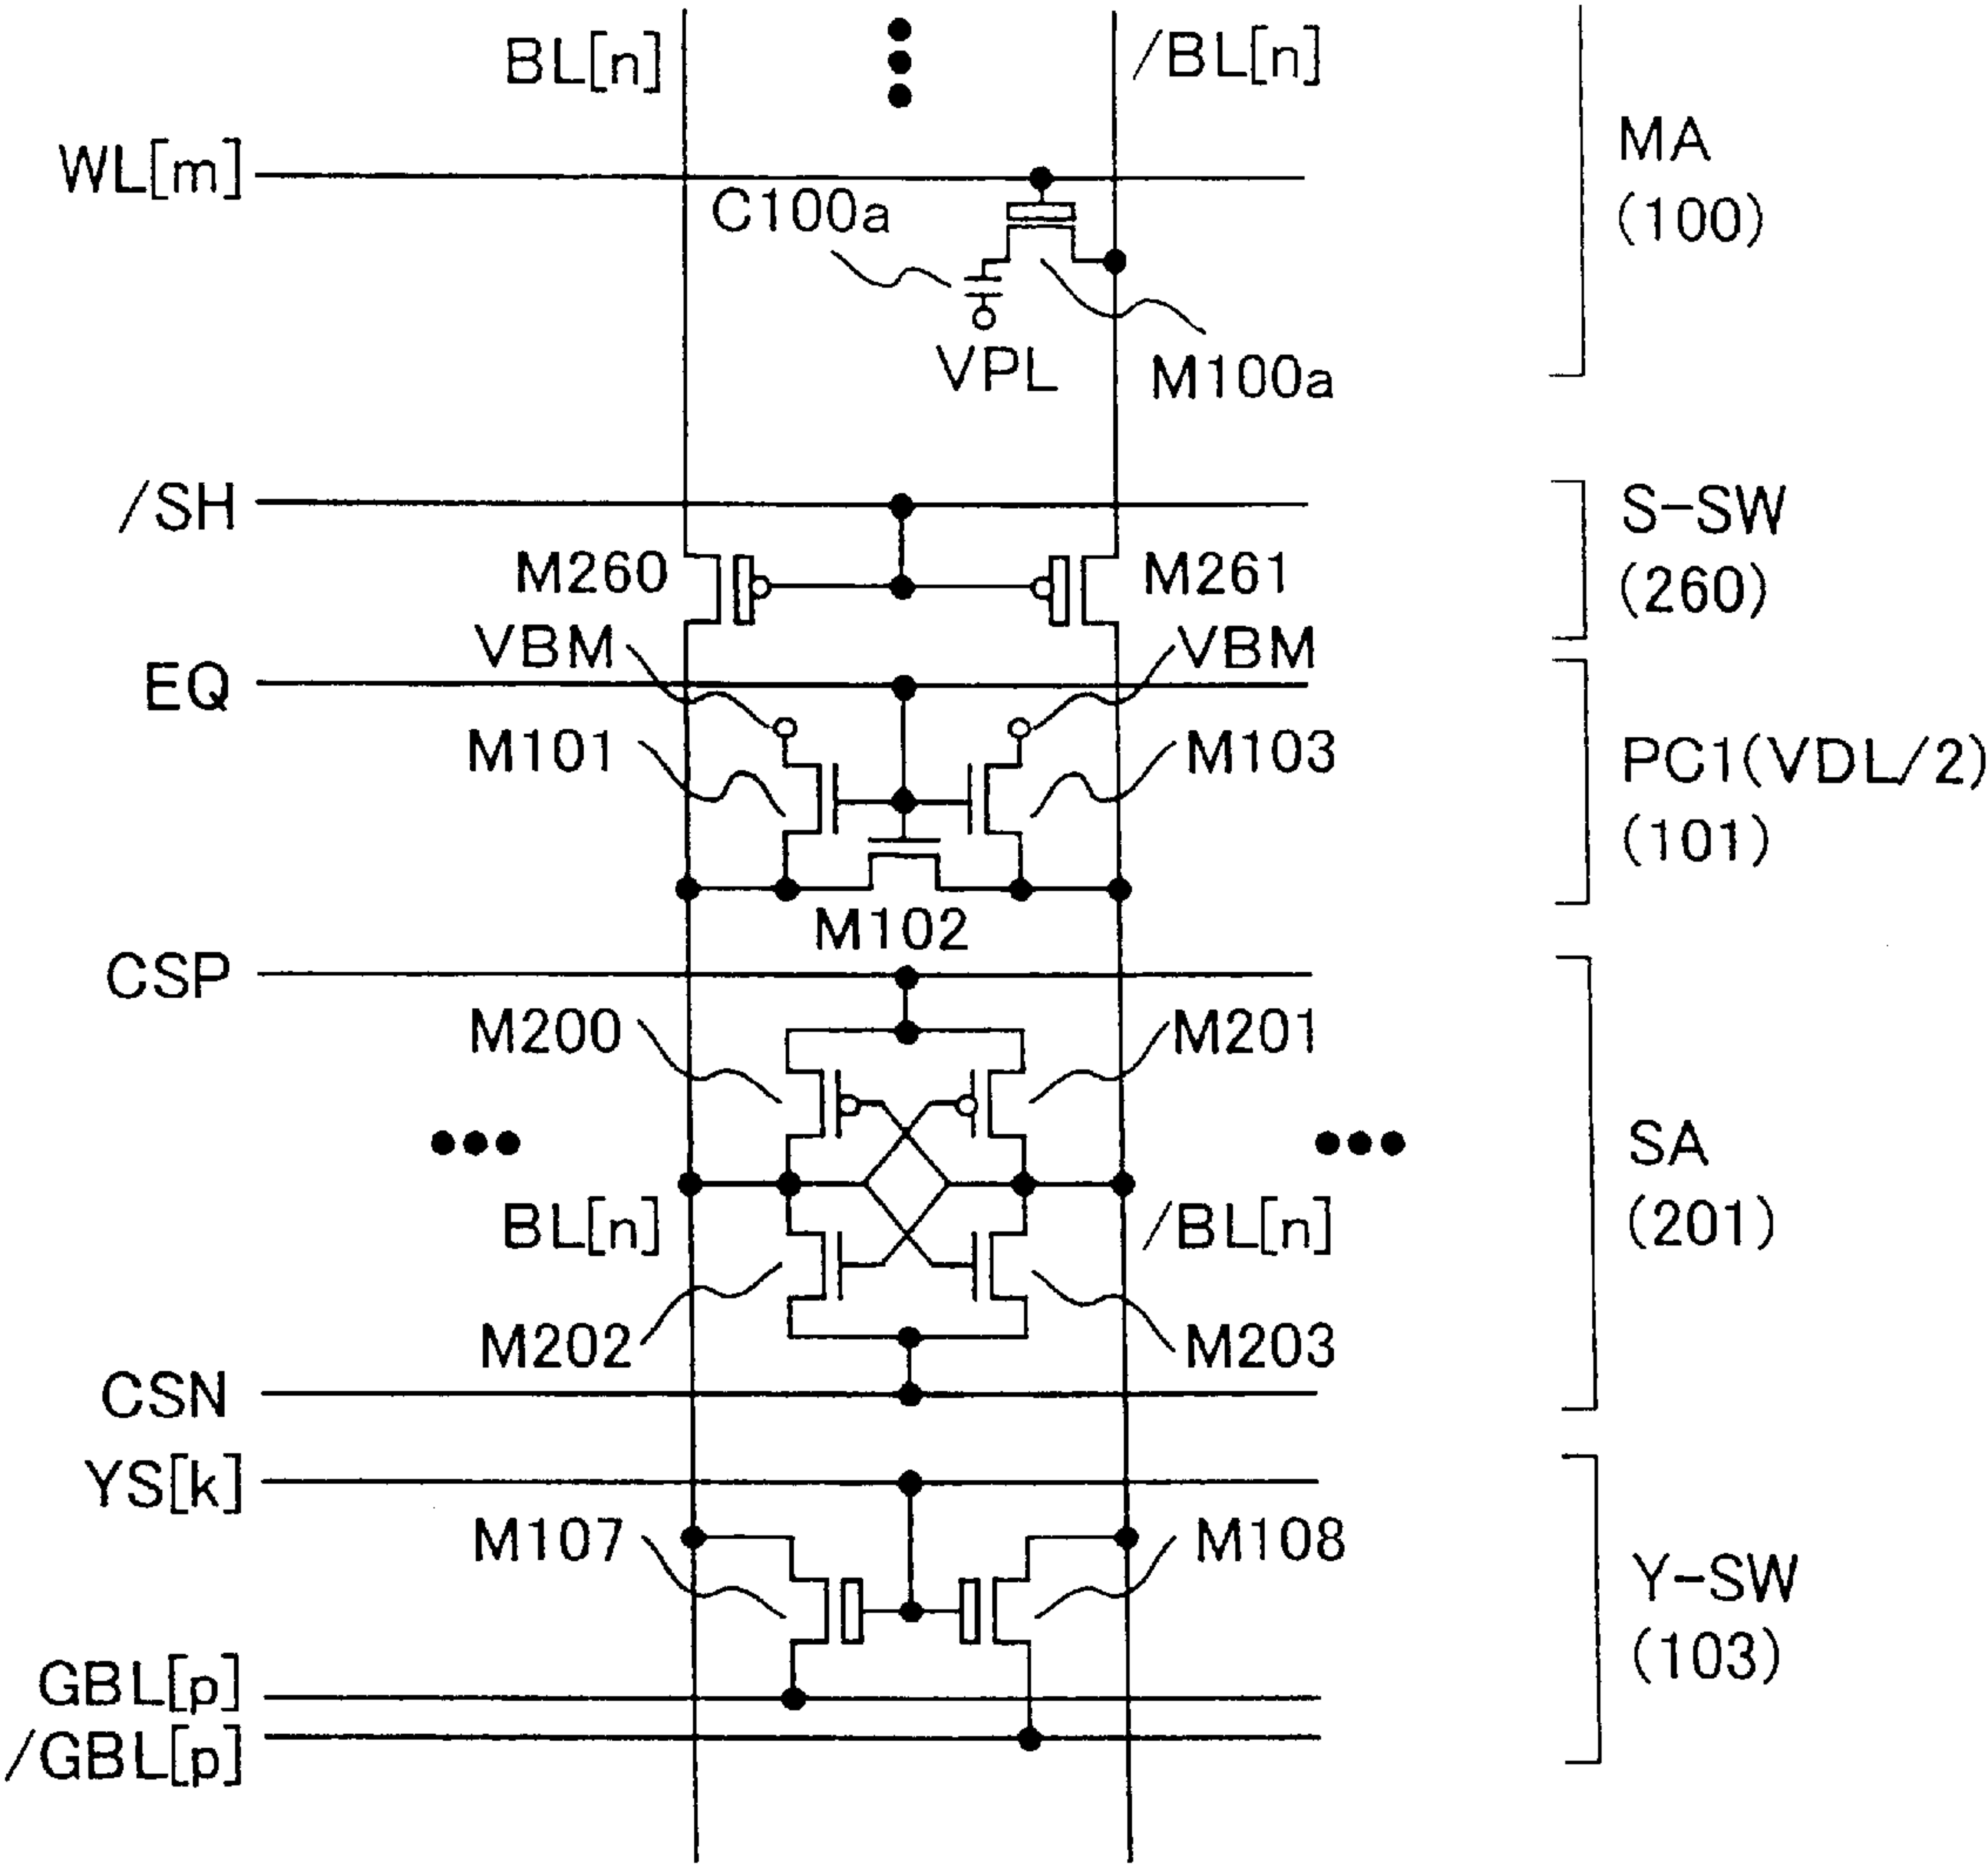 BL[n]
/BL[n]
WL[m]
C100a
MA
(100)
VPL
M100a
/SH
S-SW
(260)
M260
M261
VBM
VBM
EQ
M101
M103
PC1(VDL/2)
(101)
M102
CSP
M200
M201
SA
(201)
BL[n]
/BL[n]
M202
M203
CSN
YS[k]
M107
M108
Y-SW
(103)
GBL[p]
/GBL[p]